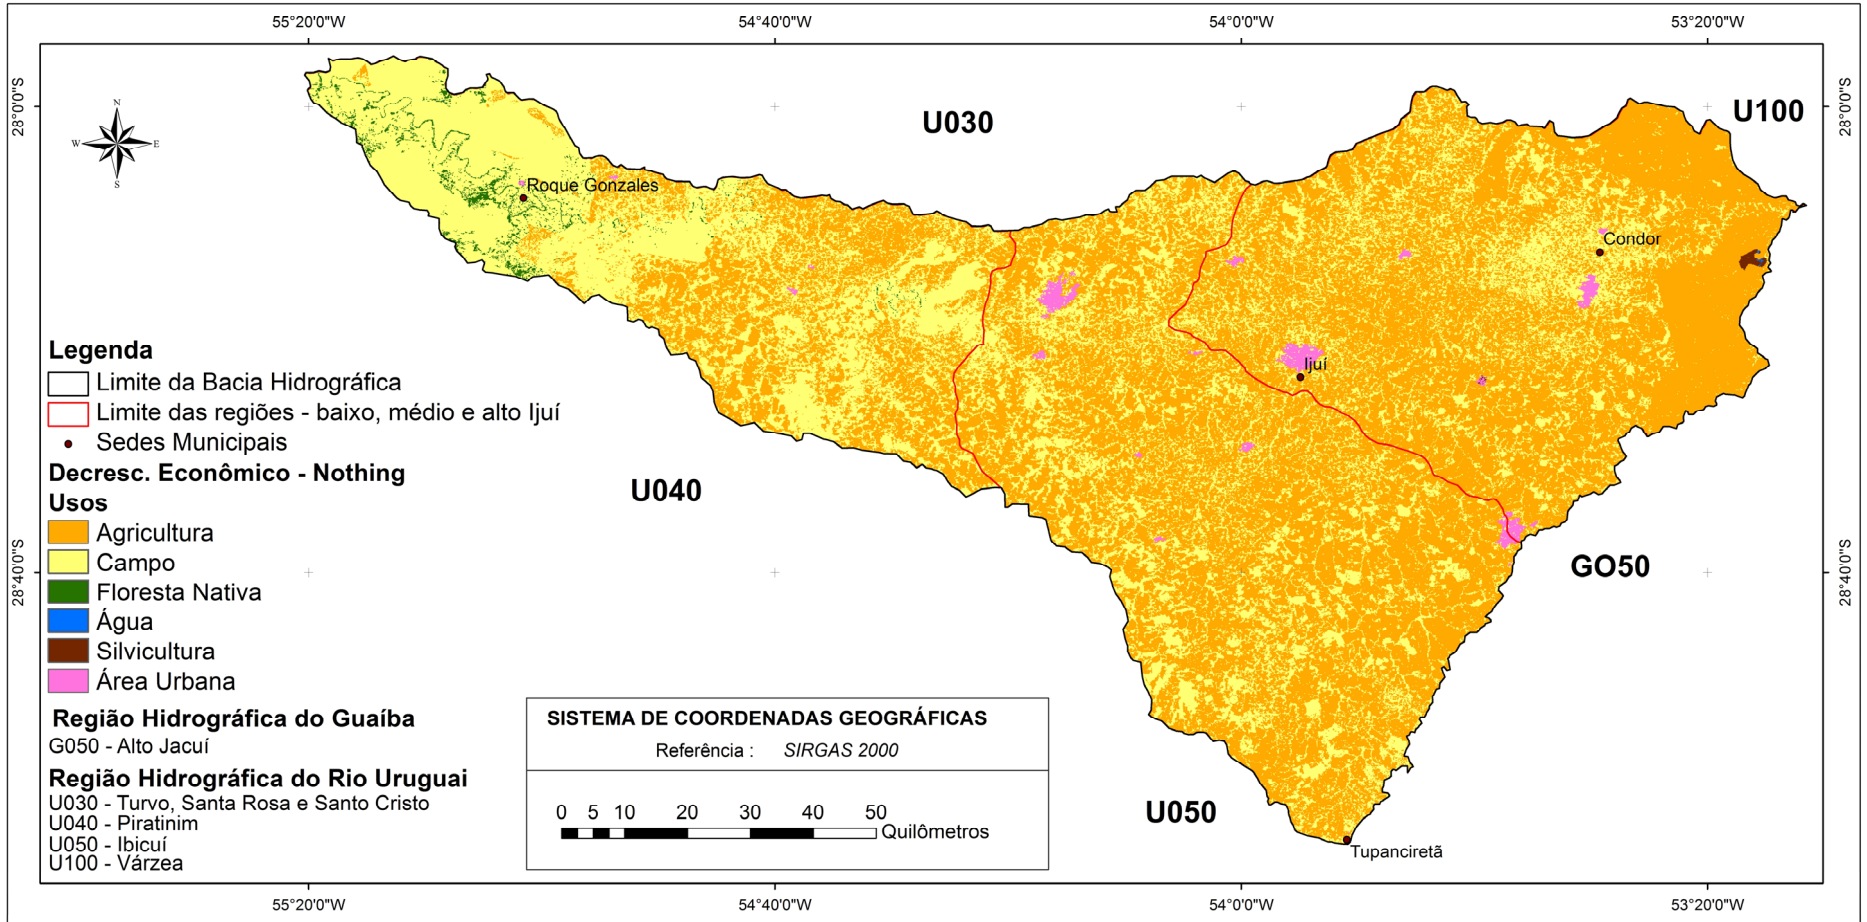 55°20'0"W 54°40'0"W 54°0'0"W 53°20'0"W
28°0'0"S
28°0'0"S
N
W E
S
U030
U100
Roque Gonzales
Condor
Ijuí
U040
GO50
U050
Tupanciretã
28°40'0"S
28°40'0"S
Legenda
Limite da Bacia Hidrográfica
Limite das regiões - baixo, médio e alto Ijuí
Sedes Municipais
Decresc. Econômico - Nothing
Usos
Agricultura
Campo
Floresta Nativa
Água
Silvicultura
Área Urbana
Região Hidrográfica do Guaíba
G050 - Alto Jacuí
Região Hidrográfica do Rio Uruguai
U030 - Turvo, Santa Rosa e Santo Cristo
U040 - Piratinim
U050 - Ibicuí
U100 - Várzea
SISTEMA DE COORDENADAS GEOGRÁFICAS
Referência : SIRGAS 2000
0 5 10 20 30 40 50
Quilômetros
55°20'0"W 54°40'0"W 54°0'0"W 53°20'0"W